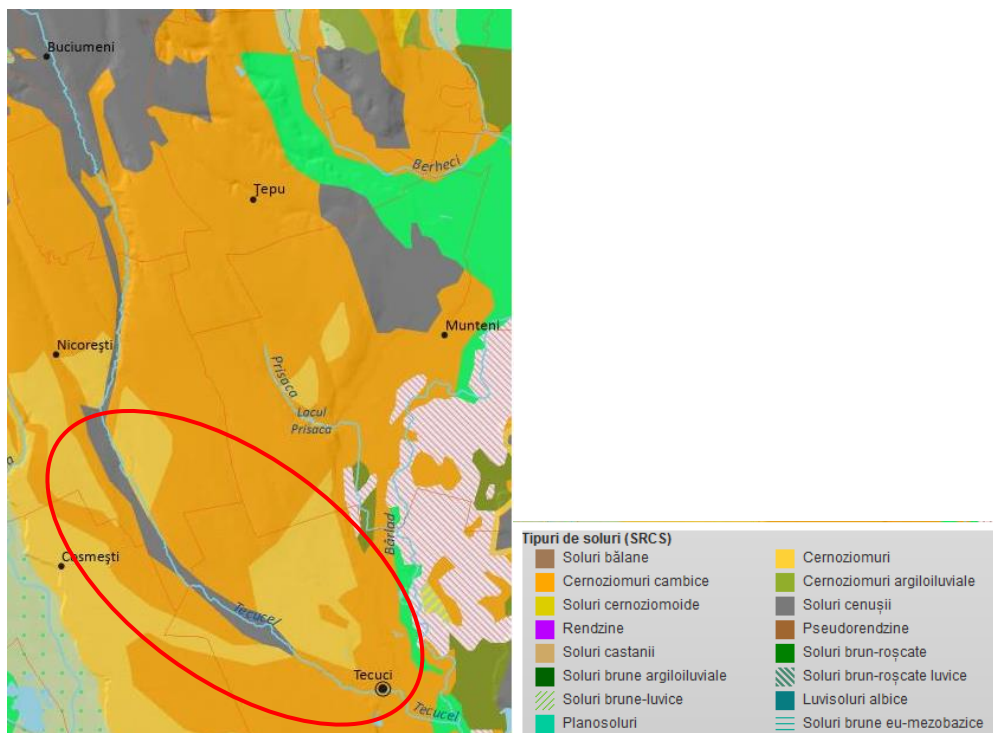 Buciumeni
Berheci
Țepu
Munteni
Nicorești
Prisaca
Lacul
Prisaca
Bârlad
Cosmești
Tecucel
Tecuci
Tecucel
a
Tipuri de soluri (SRCS)
Soluri bălane
Cernoziomuri cambice
Soluri cernoziomoide
Rendzine
Soluri castanii
Soluri brune argiloiluviale
Soluri brune-luvice
Planosoluri
Cernoziomuri
Cernoziomuri argiloiluviale
Soluri cenușii
Pseudorendzine
Soluri brun-roșcate
Soluri brun-roșcate luvice
Luvisoluri albice
Soluri brune eu-mezobazice